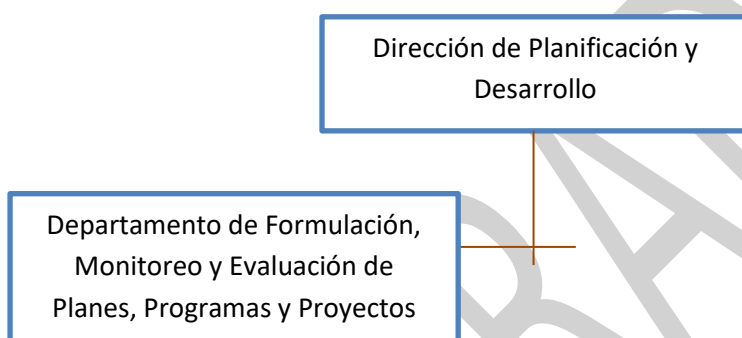 Dirección de Planificación y
Desarrollo
Departamento de Formulación,
Monitoreo y Evaluación de
Planes, Programas y Proyectos